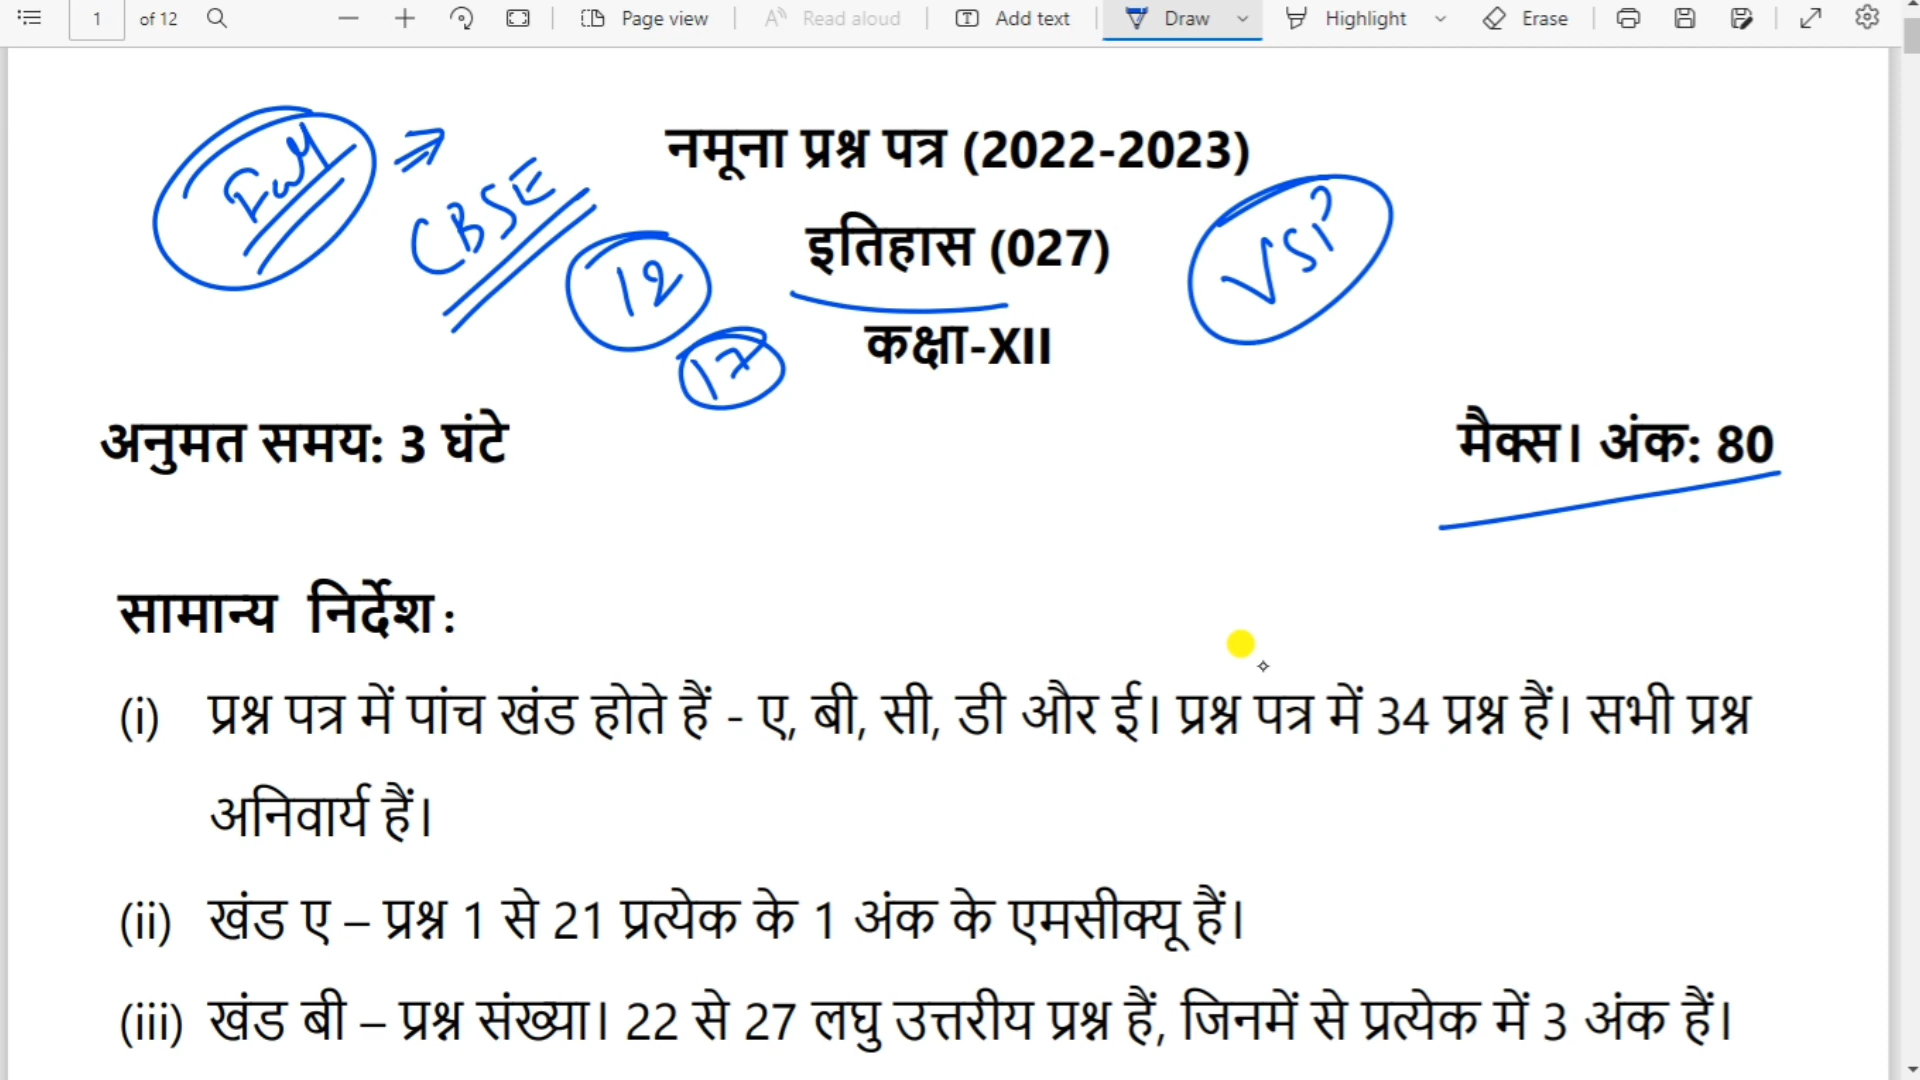 1 of 12 Page view Read aloud Add text Draw Highlight Erase
नमूना प्रश्न पत्र (2022-2023)
CBSE
इतिहास (027)
12
कक्षा-XII
17
अनुमत समय: 3 घंटे
मैक्स। अंक: 80
सामान्य निर्देश:
(i) प्रश्न पत्र में पांच खंड होते हैं - ए, बी, सी, डी और ई। प्रश्न पत्र में 34 प्रश्न हैं। सभी प्रश्न
अनिवार्य हैं।
(ii) खंड ए – प्रश्न 1 से 21 प्रत्येक के 1 अंक के एमसीक्यू हैं।
(iii) खंड बी – प्रश्न संख्या। 22 से 27 लघु उत्तरीय प्रश्न हैं, जिनमें से प्रत्येक में 3 अंक हैं।